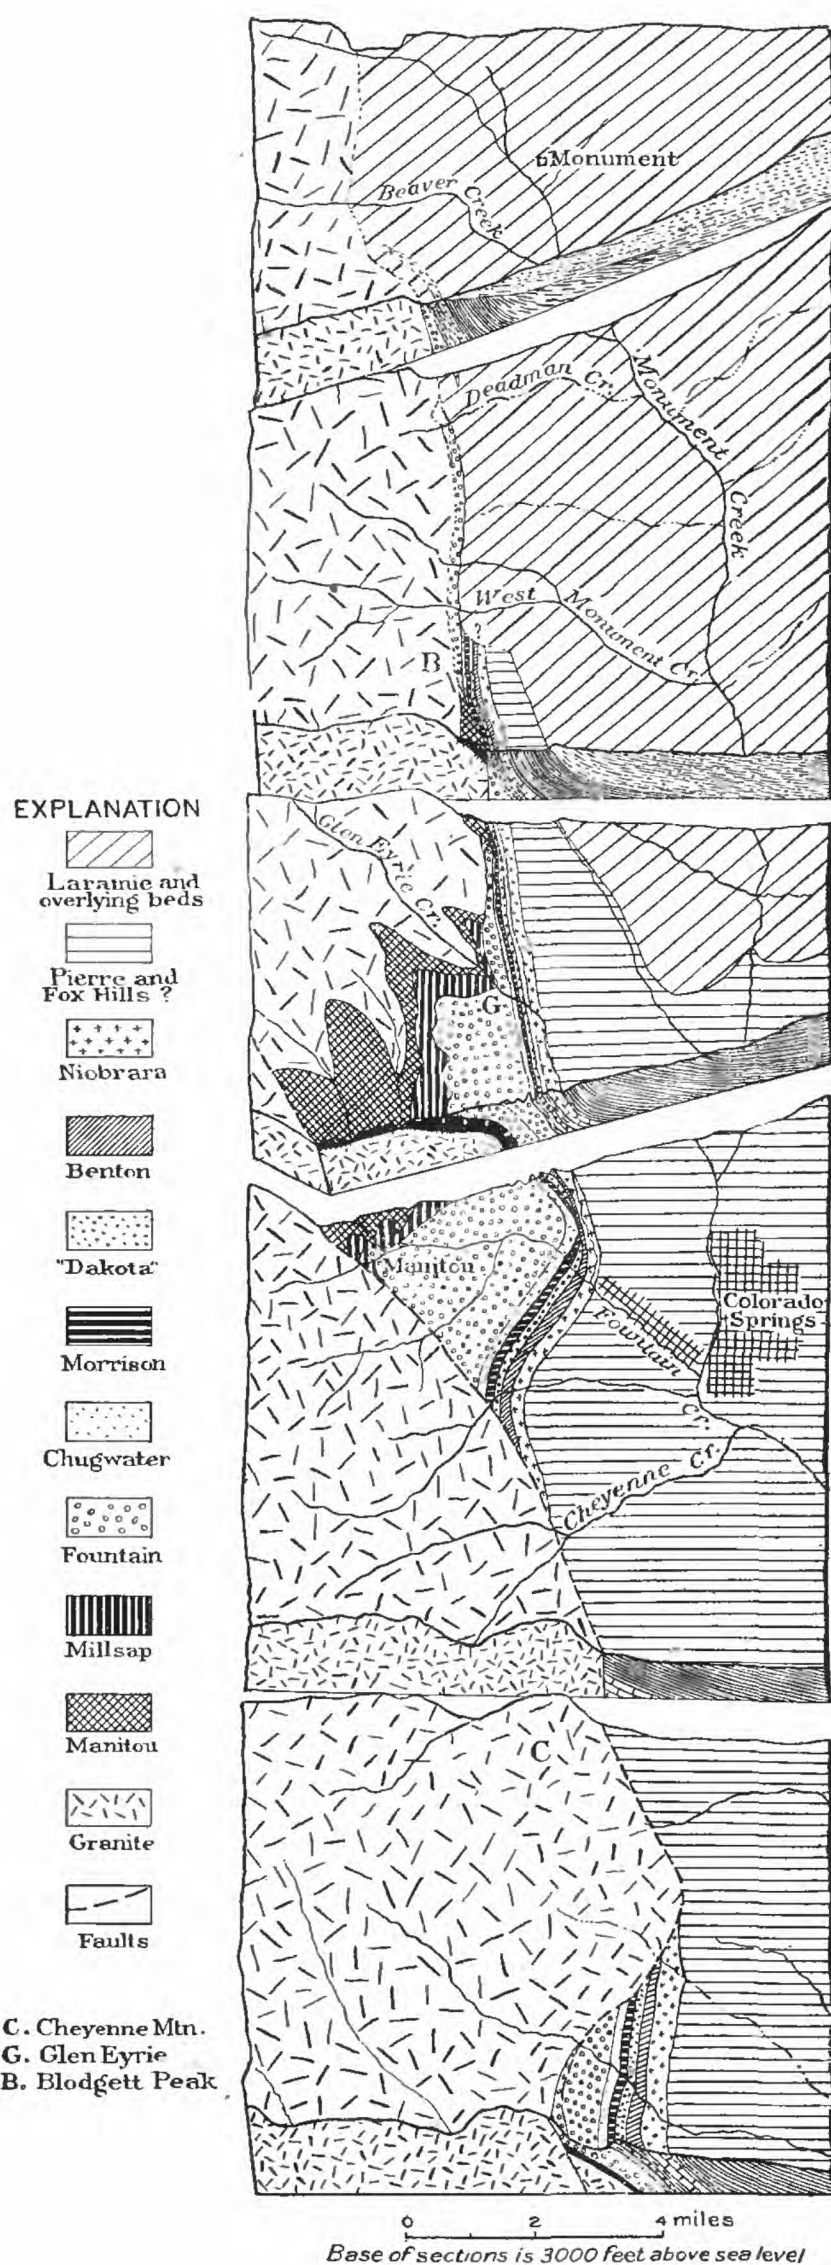 Monument
Beaver
Creek
Deadman Cr.
Monument
Creek
West
Monument Cr.
?
B
EXPLANATION
Laramie and
overlying beds
Pierre and
Fox Hills ?
Niobrara
Benton
"Dakota"
Morrison
Chugwater
Fountain
Millsap
Manitou
Granite
Faults
C. Cheyenne Mtn.
G. Glen Eyrie
B. Blodgett Peak
Glen Eyrie Cr.
G
Manitou
Colorado
Springs
Fountain
Cr.
Cheyenne Cr.
C
0 2 4 miles
Base of sections is 3000 feet above sea level